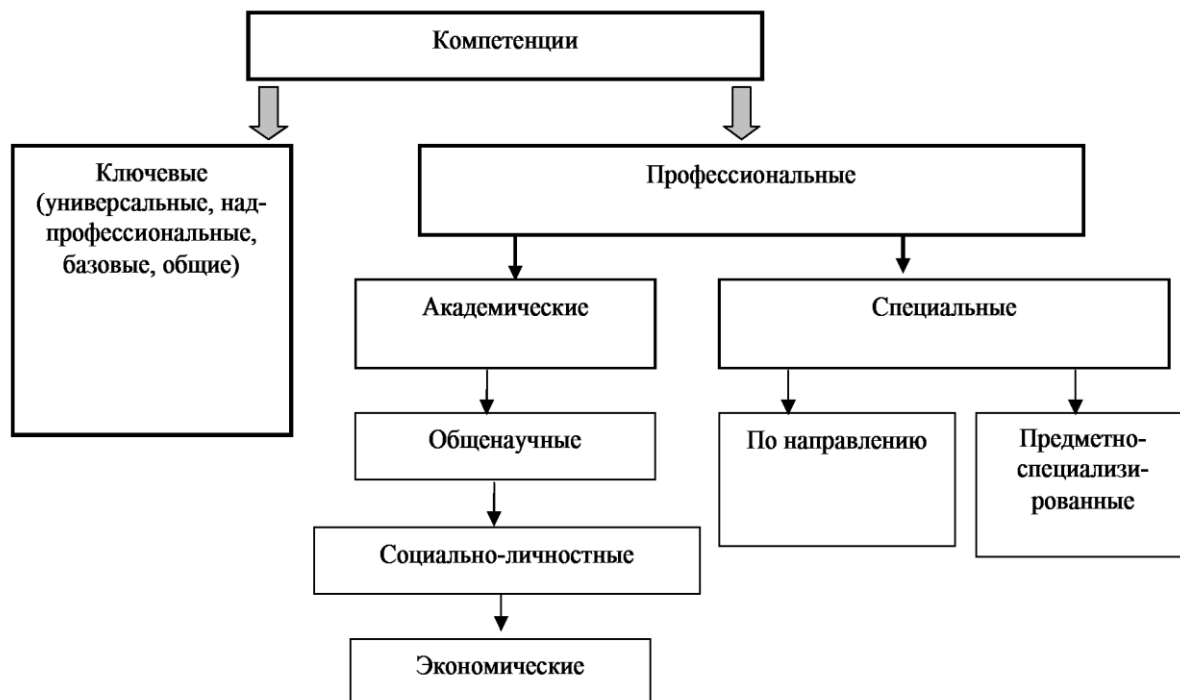 Компетенции
Ключевые
(универсальные, над-
профессиональные,
базовые, общие)
Профессиональные
Академические
Специальные
Общенаучные
По направлению
Предметно-
специализи-
рованные
Социально-личностные
Экономические